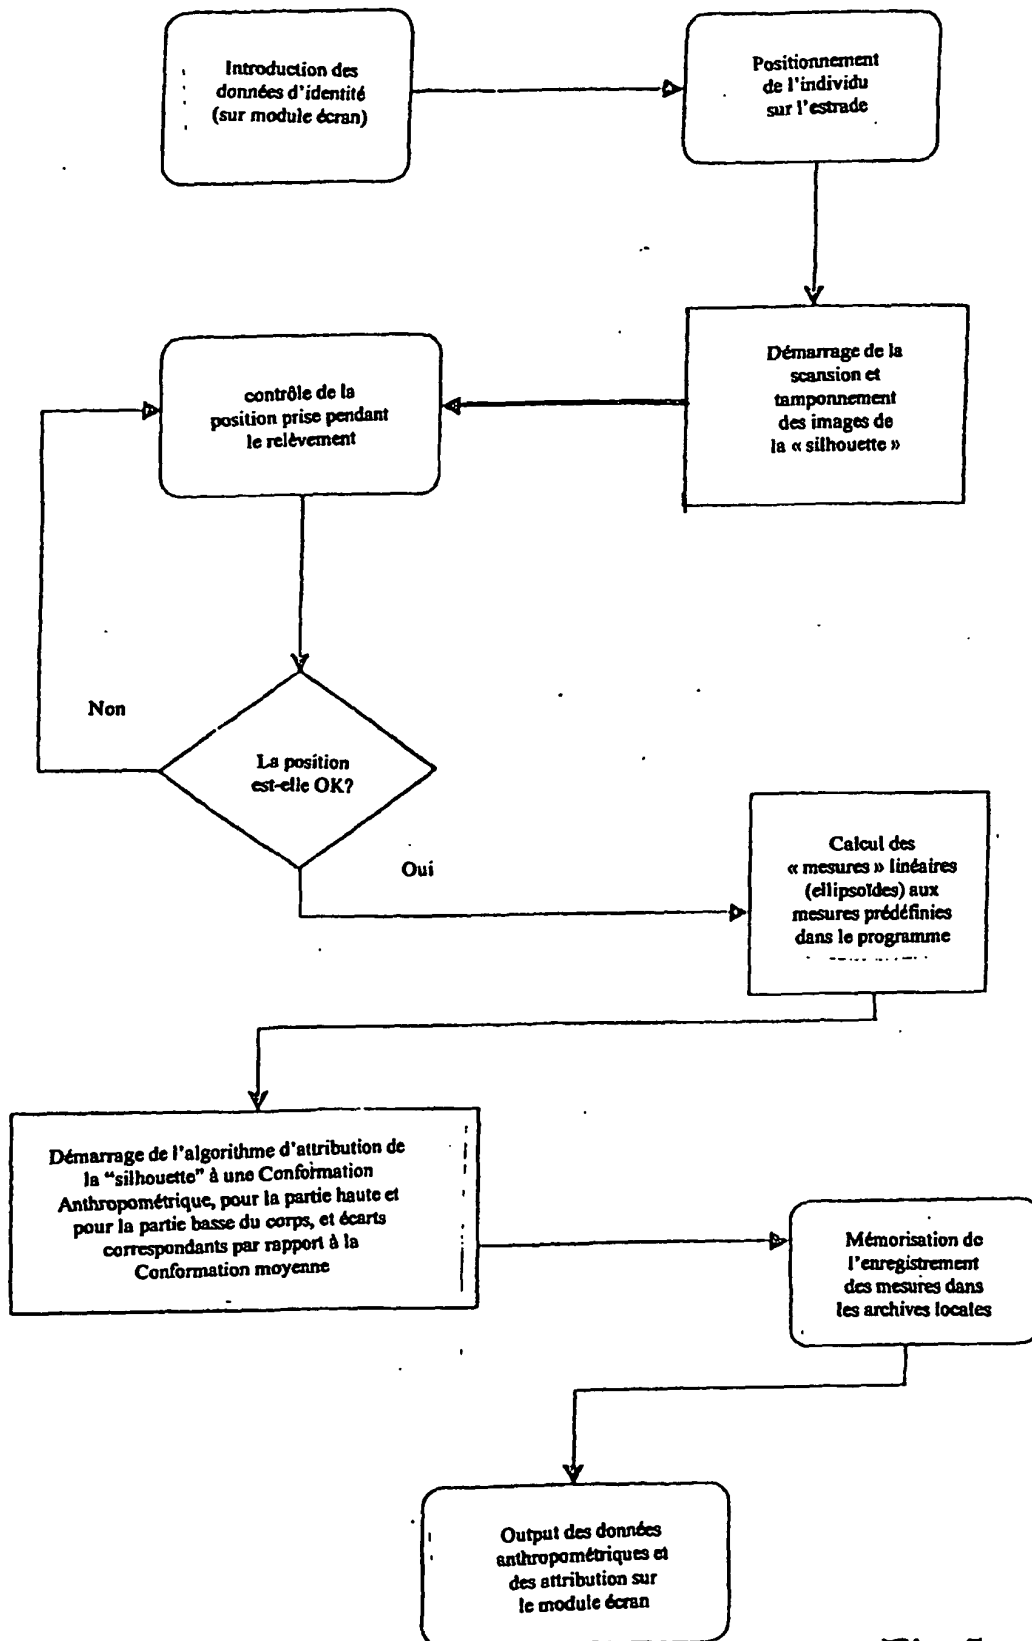 Introduction des
données d'identité
(sur module écran)
Positionnement
de l'individu
sur l'estrade
Démarrage de la
scansion et
tamponnement
des images de
la « silhouette »
contrôle de la
position prise pendant
le relèvement
Non
La position
est-elle OK?
Oui
Calcul des
« mesures » linéaires
(ellipsoïdes) aux
mesures prédéfinies
dans le programme
Démarrage de l'algorithme d'attribution de
la "silhouette" à une Conformation
Anthropométrique, pour la partie haute et
pour la partie basse du corps, et écarts
correspondants par rapport à la
Conformation moyenne
Mémorisation de
l'enregistrement
des mesures dans
les archives locales
Output des données
anthropométriques et
des attribution sur
le module écran